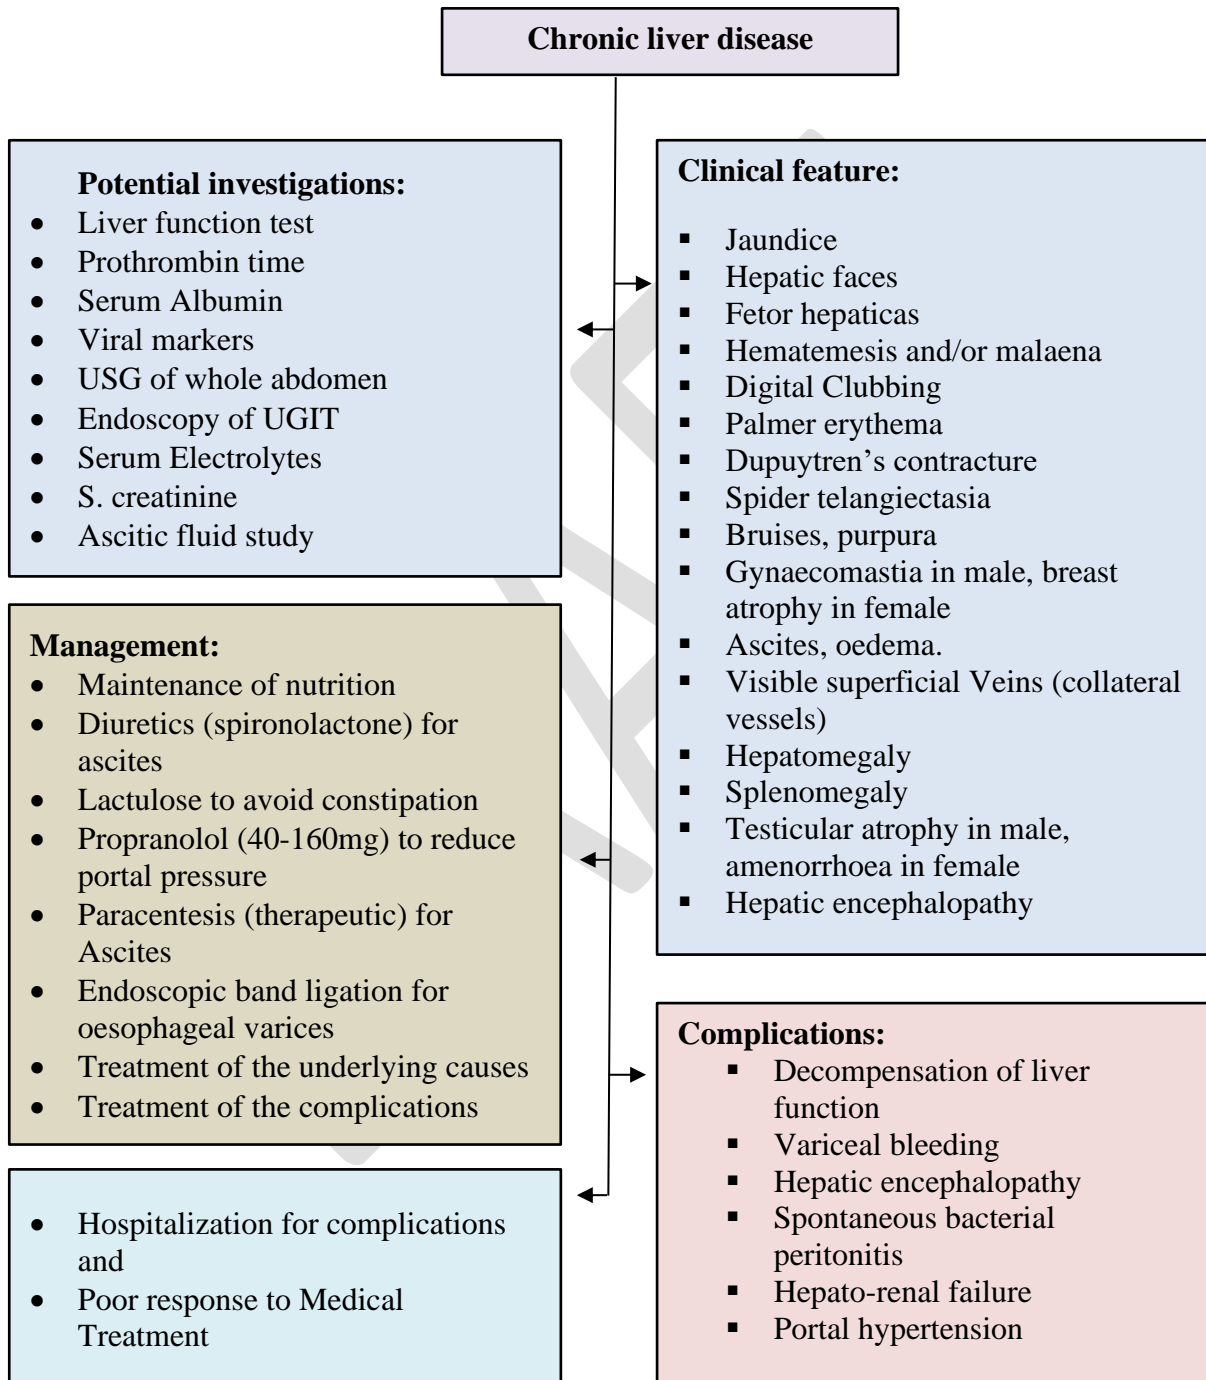 Chronic liver disease
Potential investigations:
• Liver function test
• Prothrombin time
• Serum Albumin
• Viral markers
• USG of whole abdomen
• Endoscopy of UGIT
• Serum Electrolytes
• S. creatinine
• Ascitic fluid study
Clinical feature:
▪ Jaundice
▪ Hepatic faces
▪ Fetor hepaticas
▪ Hematemesis and/or malaena
▪ Digital Clubbing
▪ Palmer erythema
▪ Dupuytren’s contracture
▪ Spider telangiectasia
▪ Bruises, purpura
▪ Gynaecomastia in male, breast
atrophy in female
▪ Ascites, oedema.
▪ Visible superficial Veins (collateral
vessels)
▪ Hepatomegaly
▪ Splenomegaly
▪ Testicular atrophy in male,
amenorrhoea in female
▪ Hepatic encephalopathy
Management:
• Maintenance of nutrition
• Diuretics (spironolactone) for
ascites
• Lactulose to avoid constipation
• Propranolol (40-160mg) to reduce
portal pressure
• Paracentesis (therapeutic) for
Ascites
• Endoscopic band ligation for
oesophageal varices
• Treatment of the underlying causes
• Treatment of the complications
Complications:
▪ Decompensation of liver
function
▪ Variceal bleeding
▪ Hepatic encephalopathy
▪ Spontaneous bacterial
peritonitis
▪ Hepato-renal failure
▪ Portal hypertension
• Hospitalization for complications
and
• Poor response to Medical
Treatment